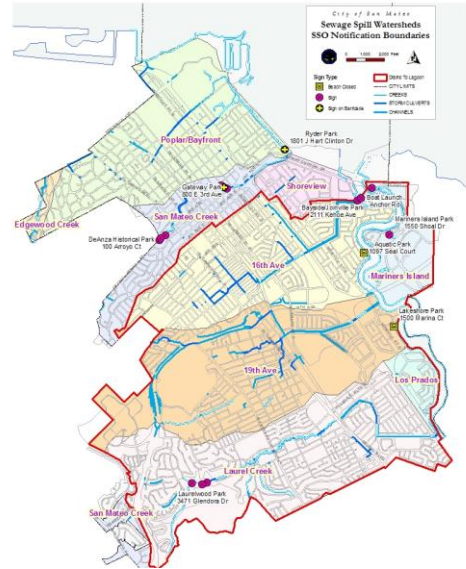 City of San Mateo
Sewage Spill Watersheds
SSO Notification Boundaries
Sign Type
Beach Closed
Sign
Sign on Barricade
Drains To Lagoon
CITY LIMITS
CREEKS
STORM CULVERTS
CHANNELS
Poplar/Bayfront
Ryder Park
1801 J Hart Clinton Dr
Gateway Park
800 E 3rd Ave
Shoreview
Edgewood Creek
San Mateo Creek
DeAnza Historical Park
100 Arroyo Ct
Bayside/Joinville Park
2111 Kehoe Ave
Boat Launch
Anchor Rd
Mariners Island Park
1550 Shoal Dr
Aquatic Park
1097 Seal Court
16th Ave
Mariners Island
Lakeshore Park
1500 Marina Ct
19th Ave
Los Prados
Laurel Creek
Laurelwood Park
3471 Glendora Dr
San Mateo Creek